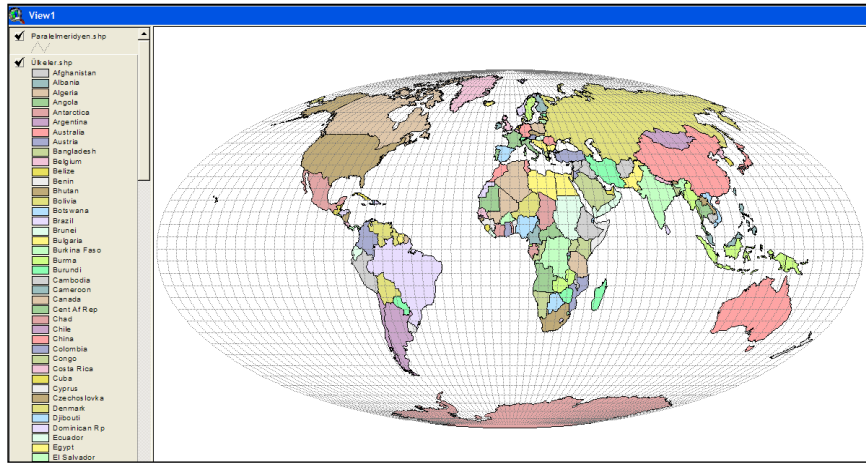 View1
Paralelmeridyen.shp
Ülkeler.shp
Afghanistan
Albania
Algeria
Angola
Antarctica
Argentina
Australia
Austria
Bangladesh
Belgium
Belize
Benin
Bhutan
Bolivia
Botswana
Brazil
Brunei
Bulgaria
Burkina Faso
Burma
Burundi
Cambodia
Cameroon
Canada
Cent Af Rep
Chad
Chile
China
Colombia
Congo
Costa Rica
Cuba
Cyprus
Czechoslovka
Denmark
Djibouti
Dominican Rp
Ecuador
Egypt
El Salvador